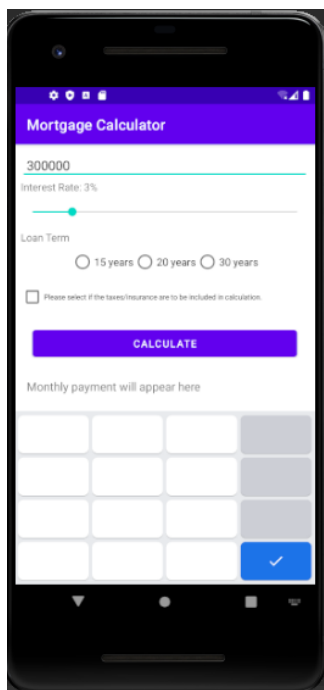 Mortgage Calculator
300000
Interest Rate: 3%
Loan Term
15 years 20 years 30 years
Please select if the taxes/insurance are to be included in calculation.
CALCULATE
Monthly payment will appear here